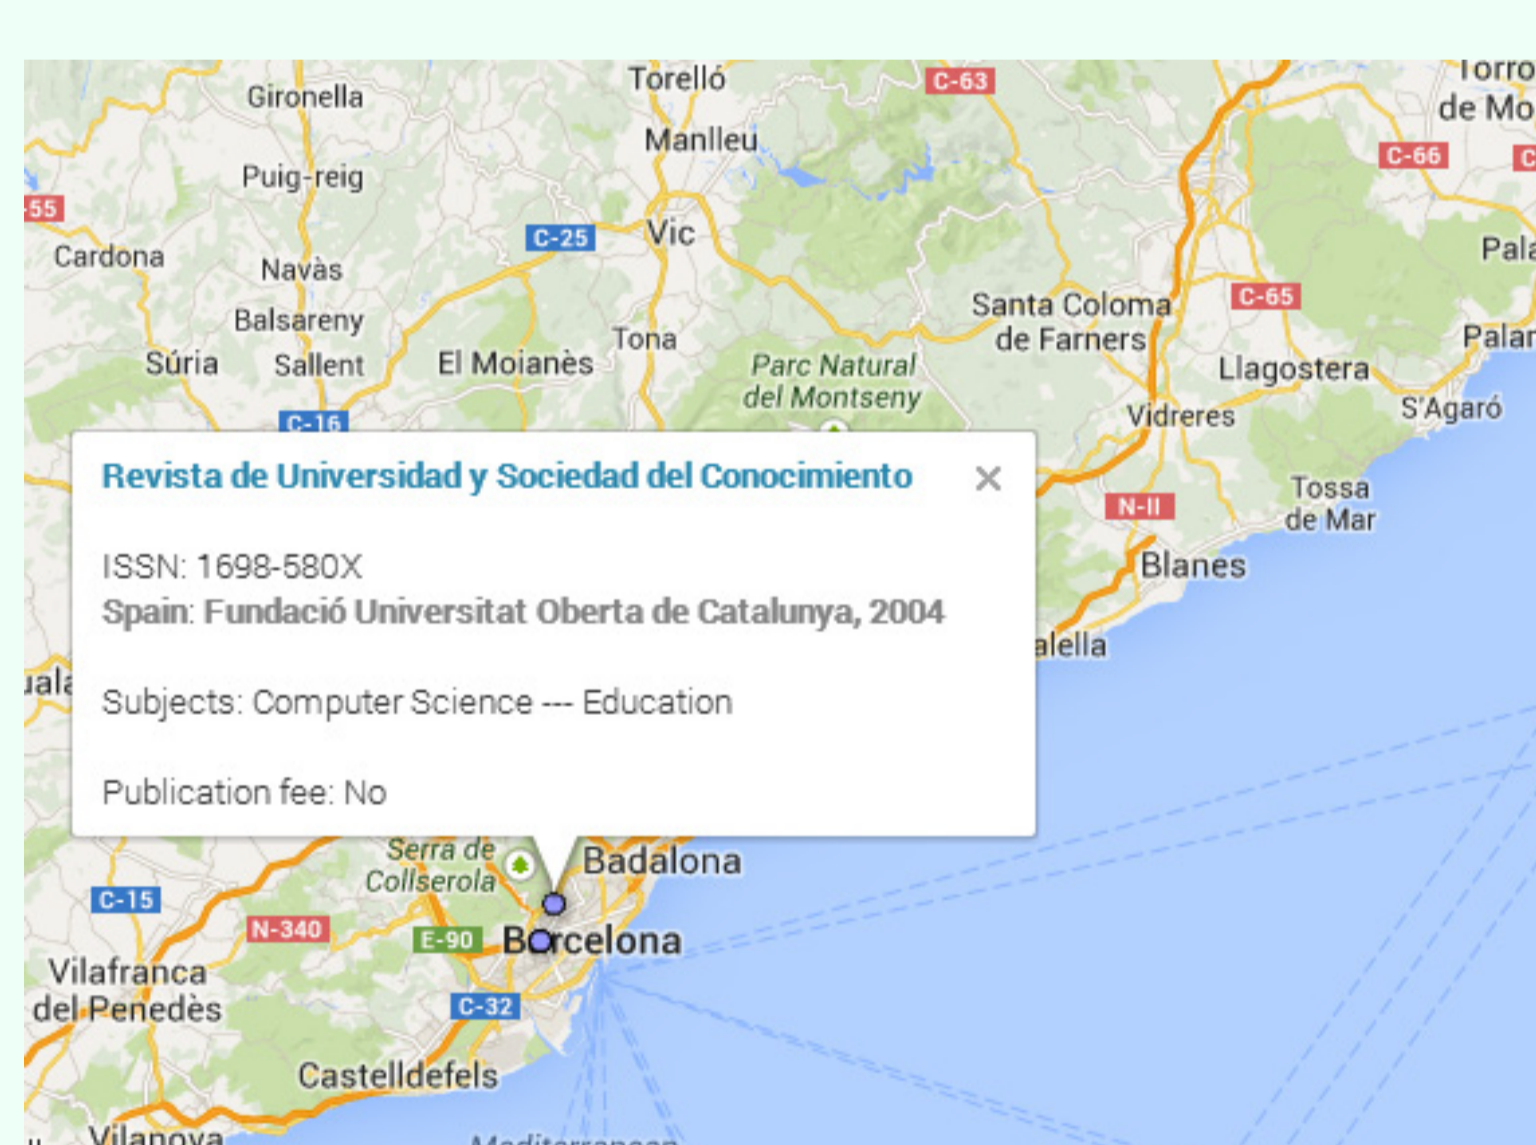 Torelló
C-63
Gironella
de Mo
Manlleu
C-66
Puig-reig
55
C-25
Vic
Cardona
Navàs
Santa Coloma
de Farners
C-65
Balsareny
Tona
Súria
Sallent
El Moianès
Parc Natural
del Montseny
Llagostera
S'Agaró
C-16
Vidreres
Revista de Universidad y Sociedad del Conocimiento
Tossa
de Mar
N-II
ISSN: 1698-580X
Blanes
Spain: Fundació Universitat Oberta de Catalunya, 2004
alella
Subjects: Computer Science --- Education
Publication fee: No
Serra de
Collserola
Badalona
C-15
N-340
E-90
Barcelona
Vilafranca
del Penedès
C-32
Castelldefels
Vilanova
Mediterranean